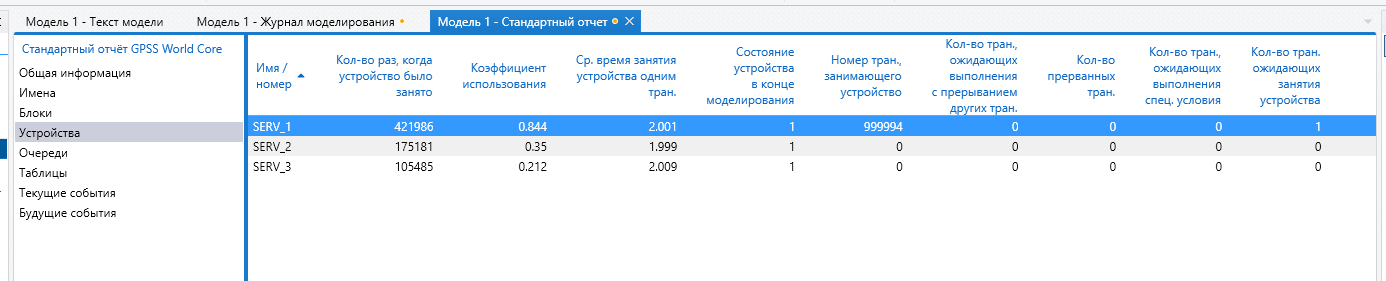 Модель 1 - Текст модели
Модель 1 - Журнал моделирования
Модель 1 - Стандартный отчет
Стандартный отчёт GPSS World Core
Общая информация
Имена
Блоки
Устройства
Очереди
Таблицы
Текущие события
Будущие события
Имя /
номер
Кол-во раз, когда
устройство было
занято
Коэффициент
использования
Ср. время занятия
устройства одним
тран.
Состояние
устройства
в конце
моделирования
Номер тран.,
занимающего
устройство
Кол-во тран.,
ожидающих
выполнения
с прерыванием
других тран.
Кол-во
прерванных
тран.
Кол-во тран.,
ожидающих
выполнения
спец. условия
Кол-во тран.
ожидающих
занятия
устройства
SERV_1 421986 0.844 2.001 1 999994 0 0 0 1
SERV_2 175181 0.35 1.999 1 0 0 0 0 0
SERV_3 105485 0.212 2.009 1 0 0 0 0 0